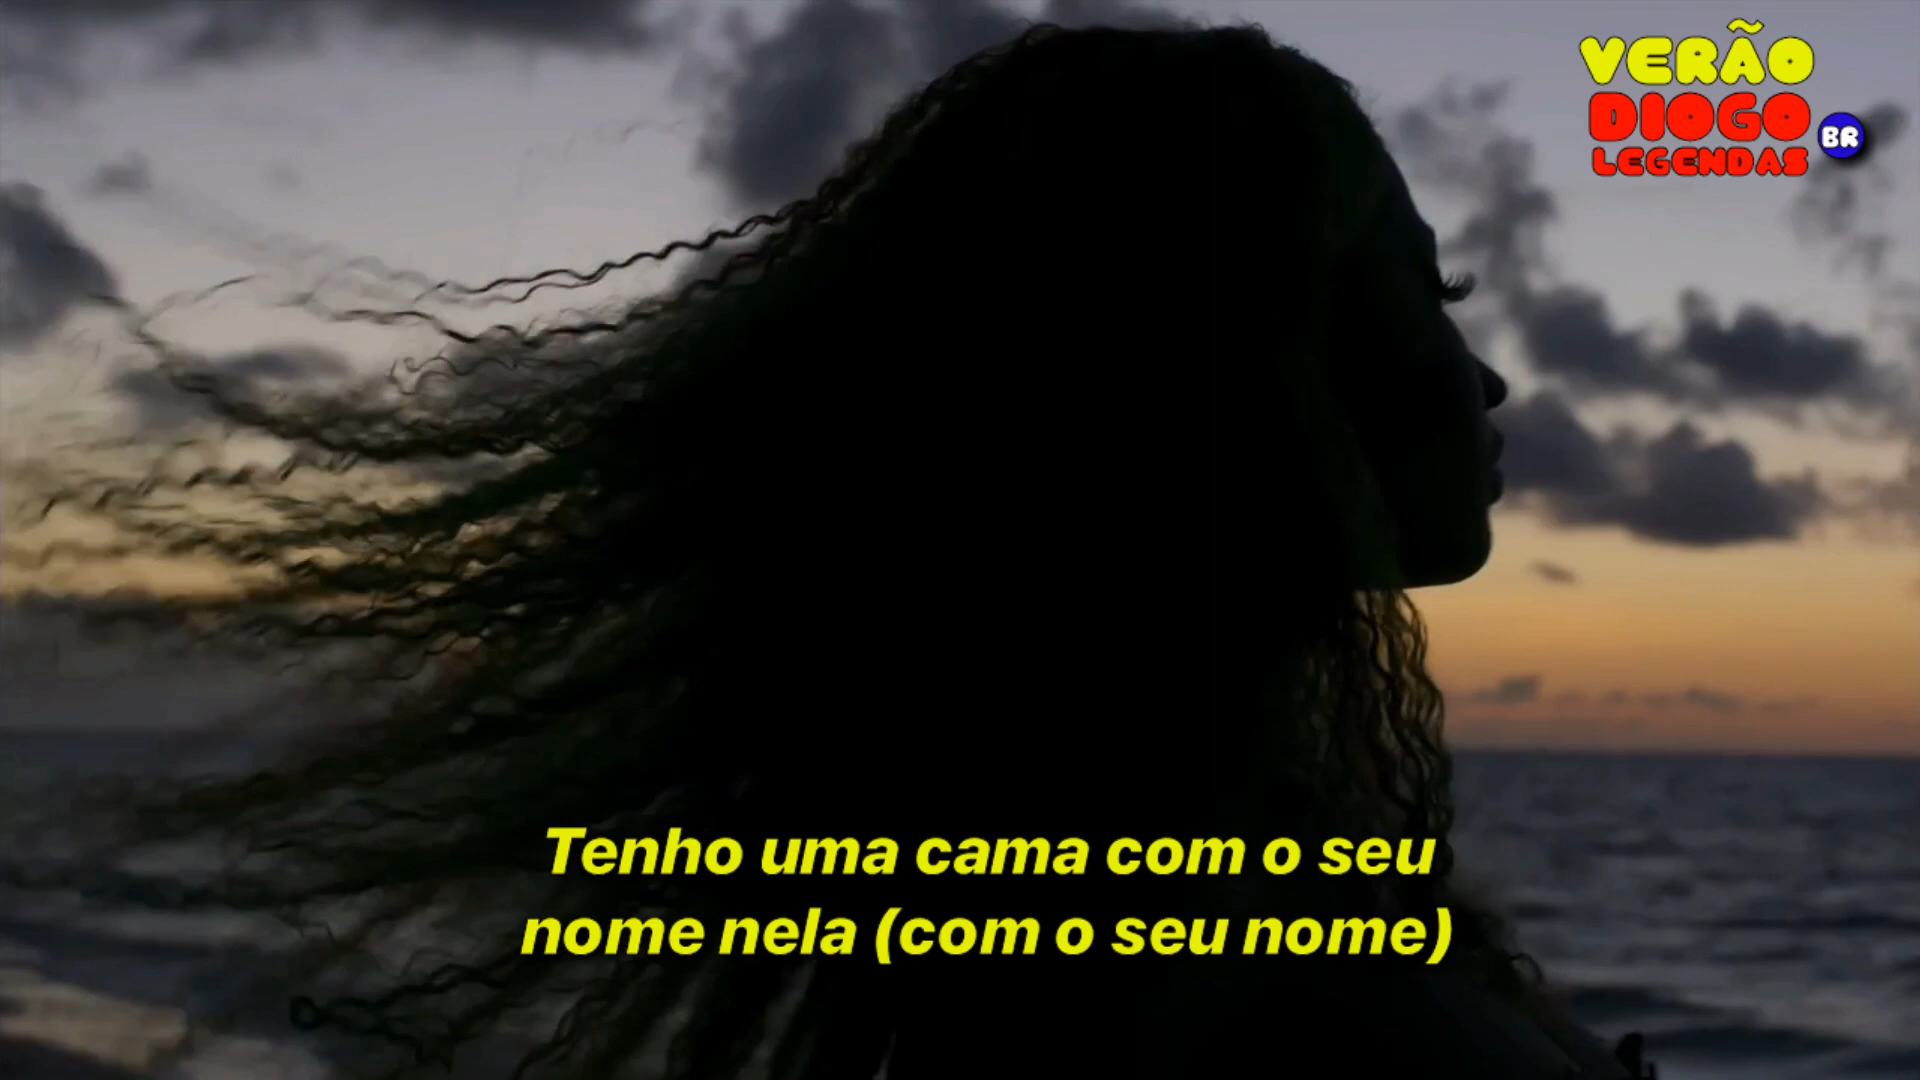 VERÃO
DIOGO
LEGENDAS BR
Tenho uma cama com o seu
nome nela (com o seu nome)